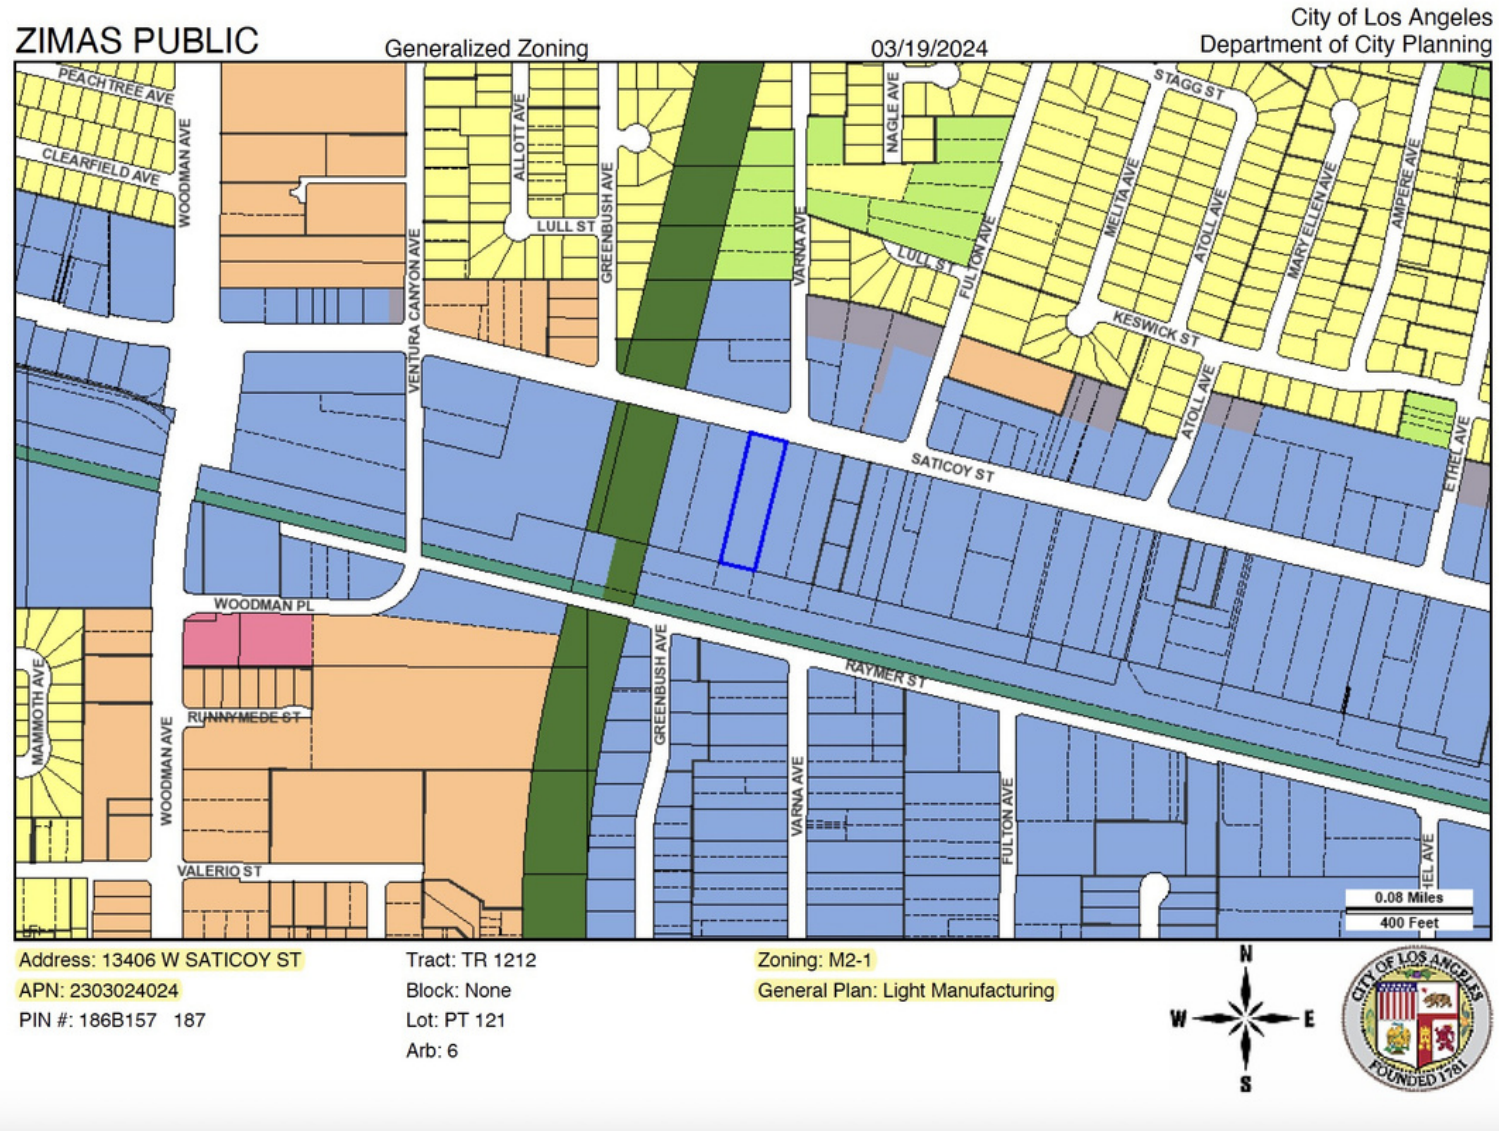 ZIMAS PUBLIC
Generalized Zoning
03/19/2024
City of Los Angeles
Department of City Planning
PEACHTREE AVE
CLEARFIELD AVE
WOODMAN AVE
ALLOTT AVE
GREENBUSH AVE
LULL ST
VENTURA CANYON AVE
VARNA AVE
NAGLE AVE
LULL ST
FULTON AVE
STAGG ST
MELITA AVE
ATOLL AVE
MARY ELLEN AVE
AMPERE AVE
KESWICK ST
ATOLL AVE
ETHEL AVE
SATICOY ST
WOODMAN PL
RAYMER ST
MAMMOTH AVE
RUNNYMEDE ST
WOODMAN AVE
GREENBUSH AVE
VARNA AVE
FULTON AVE
HEL AVE
VALERIO ST
0.08 Miles
400 Feet
Address: 13406 W SATICOY ST
APN: 2303024024
PIN #: 186B157 187
Tract: TR 1212
Block: None
Lot: PT 121
Arb: 6
Zoning: M2-1
General Plan: Light Manufacturing
N
W
E
S
CITY OF LOS ANGELES
FOUNDED 1781